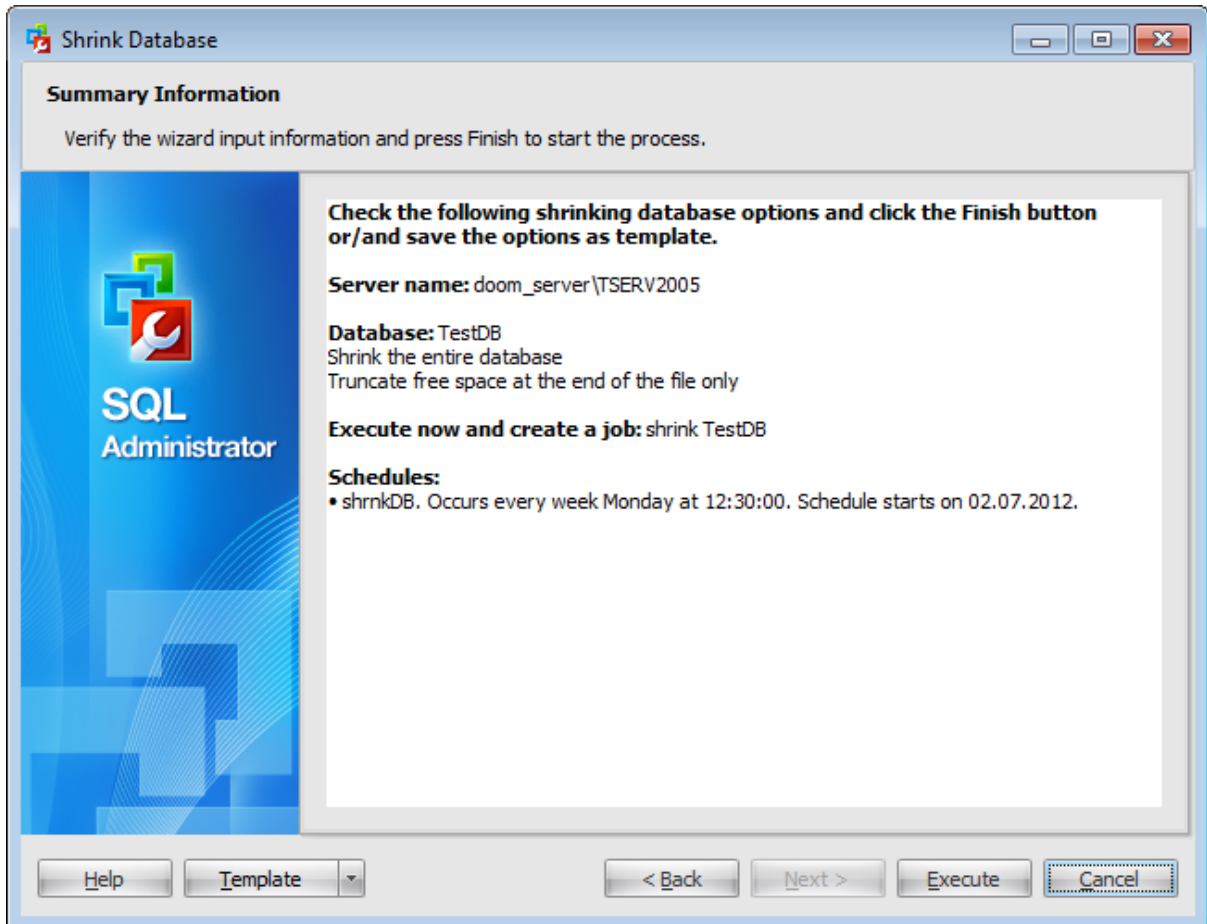 Shrink Database
Summary Information
Verify the wizard input information and press Finish to start the process.
Check the following shrinking database options and click the Finish button
or/and save the options as template.
Server name: doom_server\TSERV2005
Database: TestDB
Shrink the entire database
Truncate free space at the end of the file only
Execute now and create a job: shrink TestDB
Schedules:
• shrnkDB. Occurs every week Monday at 12:30:00. Schedule starts on 02.07.2012.
SQL
Administrator
Help
Template
< Back
Next >
Execute
Cancel